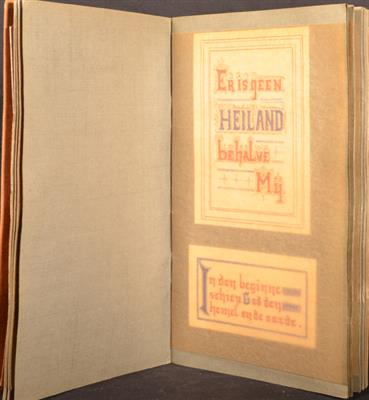 Er is geen
HEILAND
behalve
Mij.
In den beginne
schiep God den
hemel en de aarde.